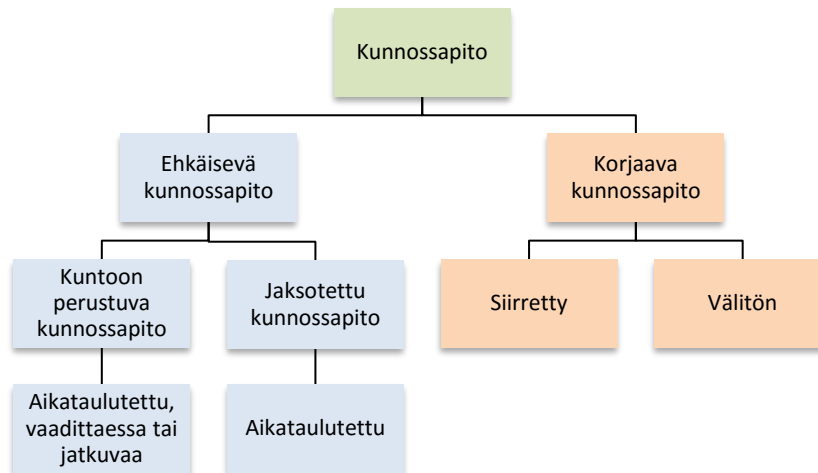 Kunnossapito
Ehkäisevä
kunnossapito
Korjaava
kunnossapito
Kuntoon
perustuva
kunnossapito
Jaksotettu
kunnossapito
Siirretty
Välitön
Aikataulutettu,
vaadittaessa tai
jatkuvaa
Aikataulutettu